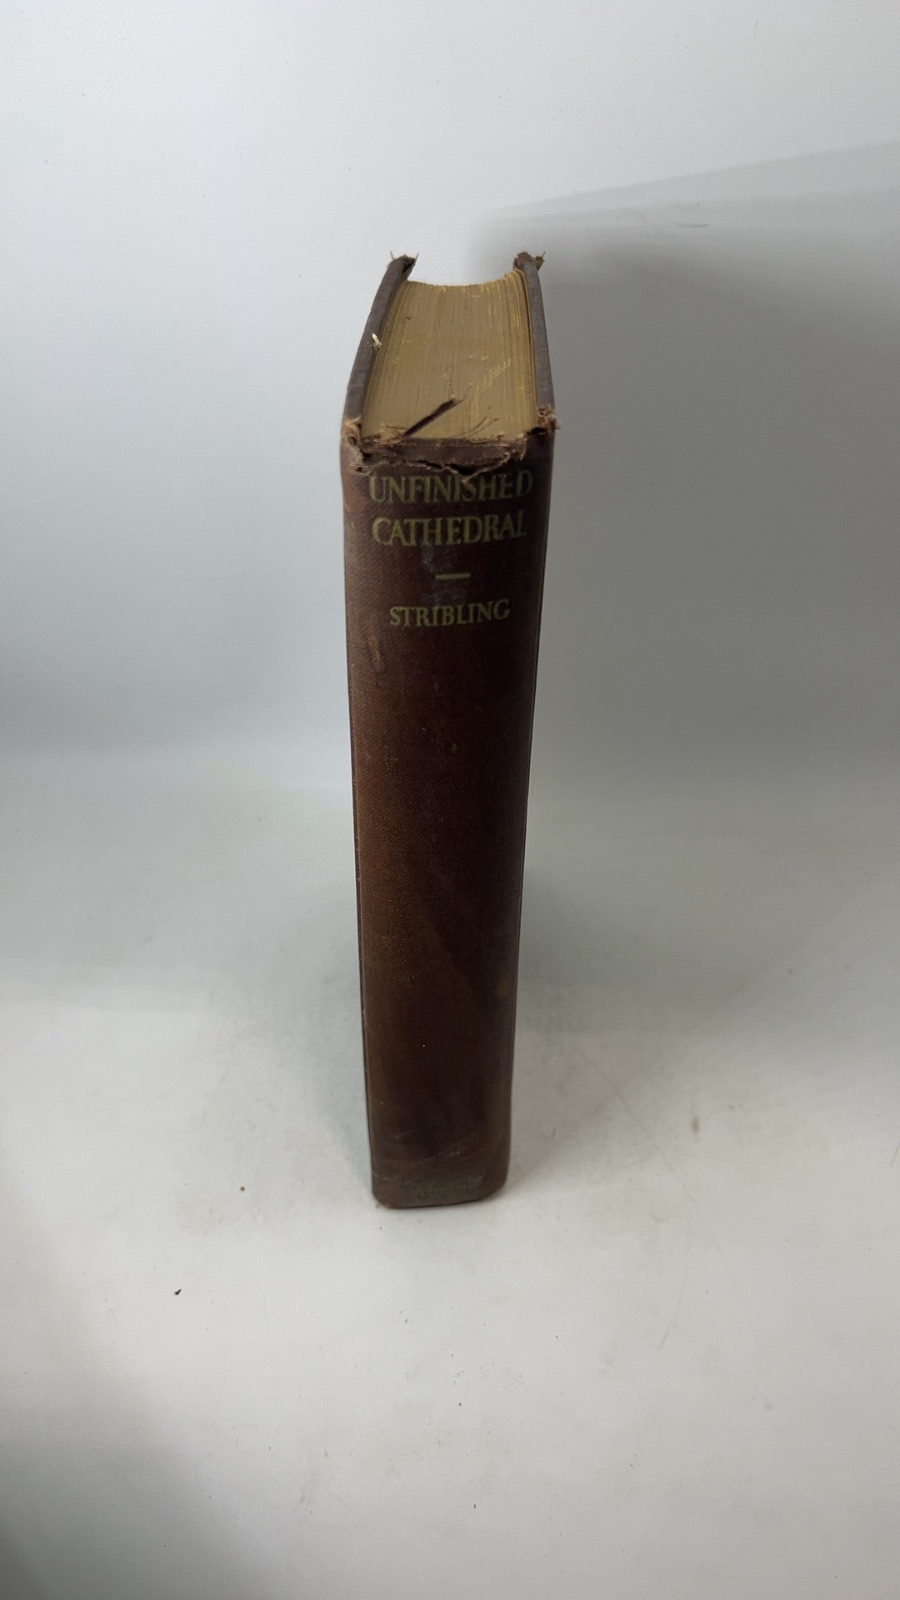 UNFINISHED
CATHEDRAL
STRIBLING